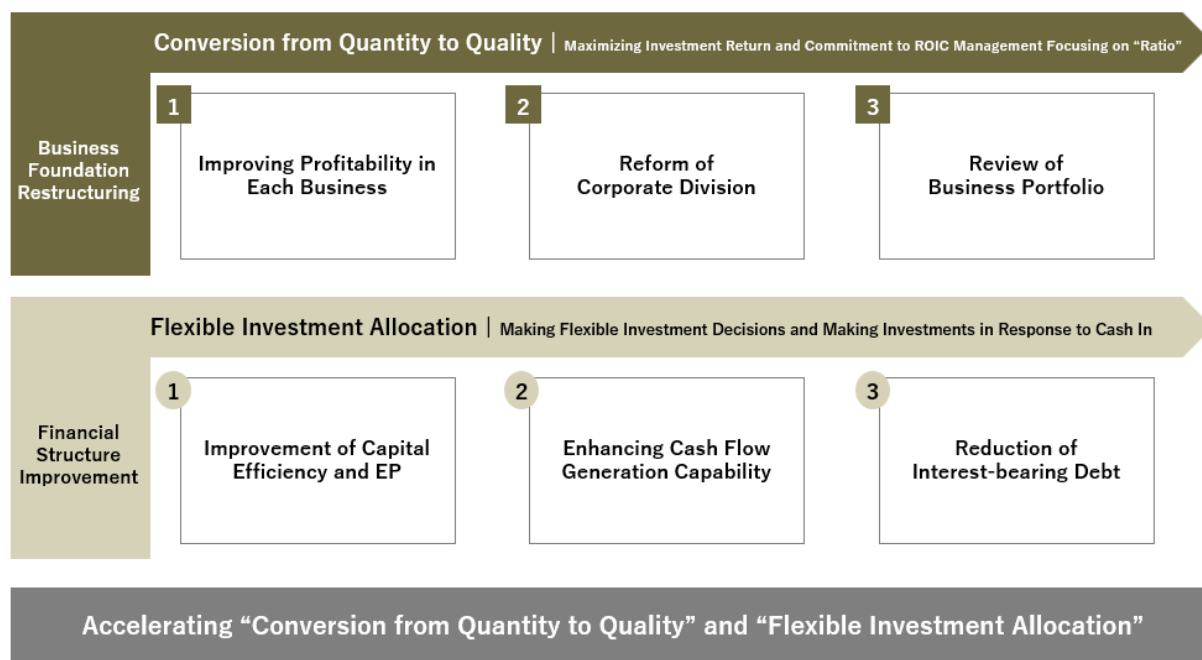 Conversion from Quantity to Quality | Maximizing Investment Return and Commitment to ROIC Management Focusing on “Ratio”
Business
Foundation
Restructuring
1
Improving Profitability in
Each Business
2
Reform of
Corporate Division
3
Review of
Business Portfolio
Flexible Investment Allocation | Making Flexible Investment Decisions and Making Investments in Response to Cash In
Financial
Structure
Improvement
1
Improvement of Capital
Efficiency and EP
2
Enhancing Cash Flow
Generation Capability
3
Reduction of
Interest-bearing Debt
Accelerating “Conversion from Quantity to Quality” and “Flexible Investment Allocation”